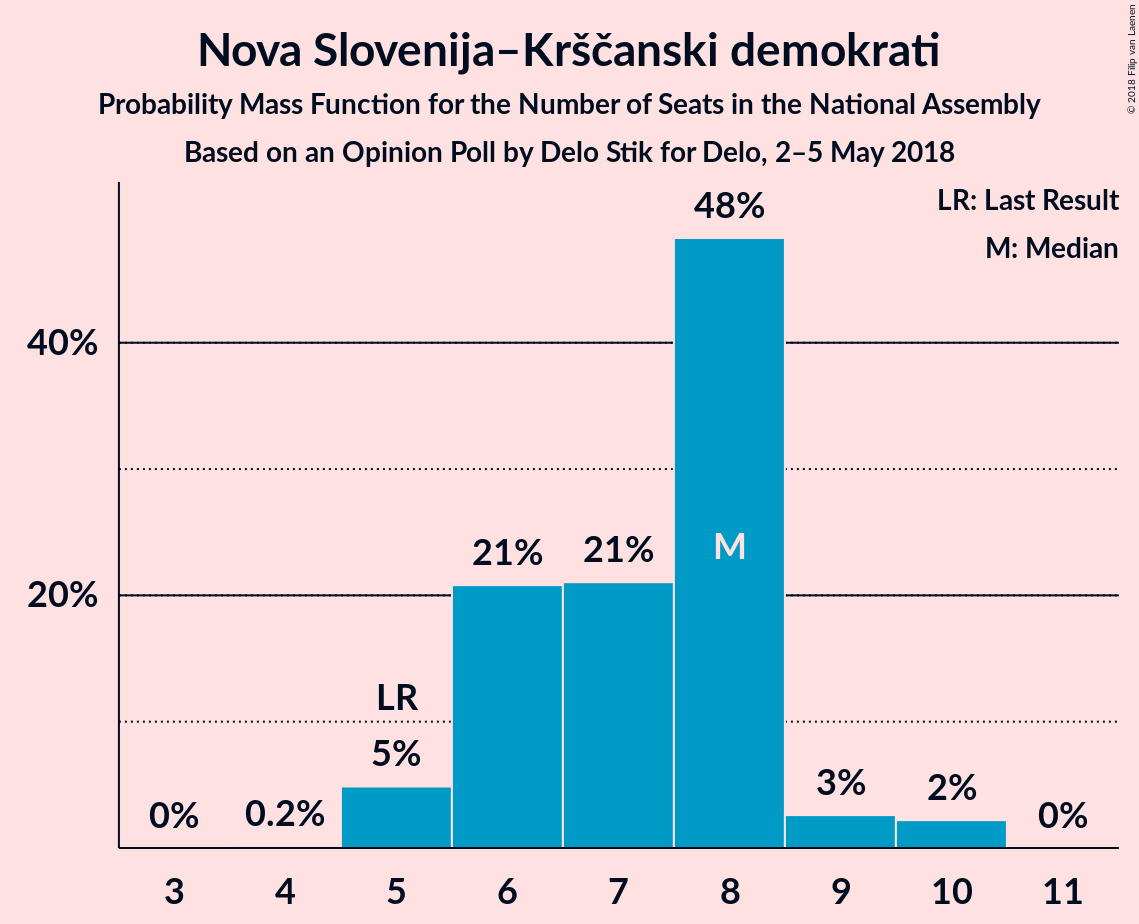 Nova Slovenija–Krščanski demokrati
Probability Mass Function for the Number of Seats in the National Assembly
Based on an Opinion Poll by Delo Stik for Delo, 2–5 May 2018
© 2018 Filip van Laenen
LR: Last Result
M: Median
48%
40%
M
21% 21%
20%
LR
5%
0% 0.2% 3% 2% 0%
3 4 5 6 7 8 9 10 11